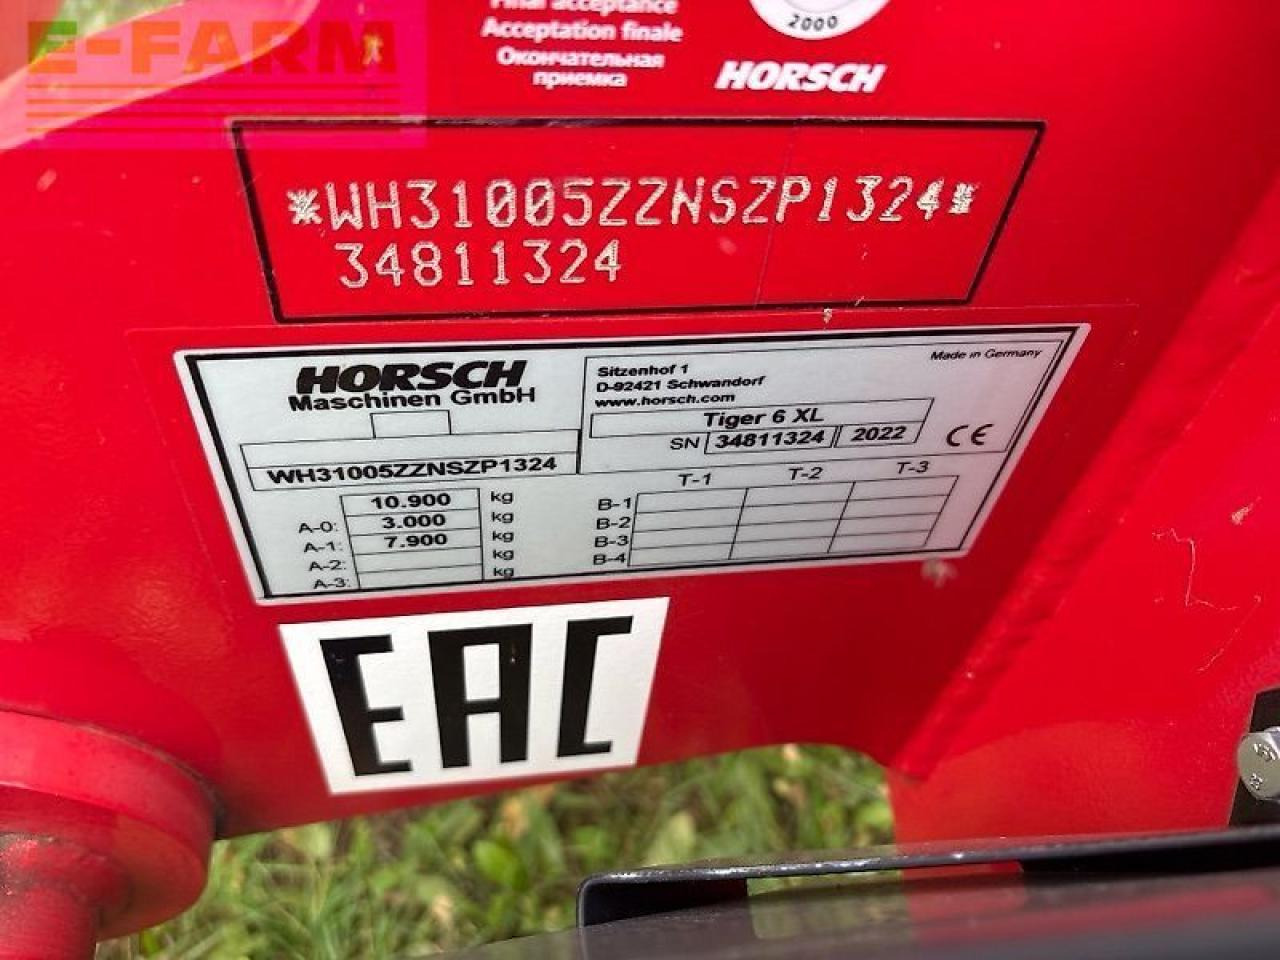 E-FARM
Final acceptance
Acceptation finale
Окончательная
приемка
2000
HORSCH
*WH31005ZZNSZP1324*
34811324
HORSCH
Maschinen GmbH
Sitzenhof 1
D-92421 Schwandorf
www.horsch.com
Made in Germany
Tiger 6 XL
SN 34811324 2022 CE
WH31005ZZNSZP1324
T-1 T-2 T-3
10.900 kg
A-0: 3.000 kg
A-1: 7.900 kg
A-2: kg
A-3: kg
B-1
B-2
B-3
B-4
EAC